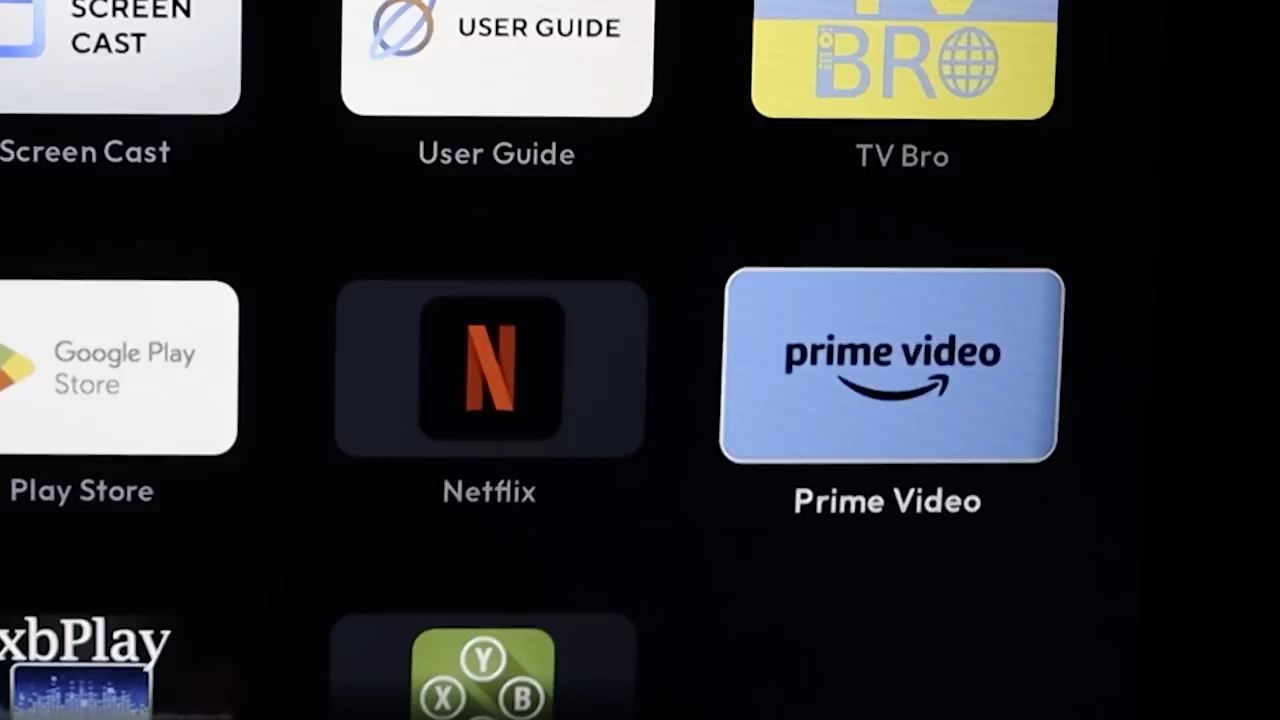 SCREEN
CAST
USER GUIDE
TV
BRO
Screen Cast
User Guide
TV Bro
Google Play
Store
N
prime video
Play Store
Netflix
Prime Video
xbPlay
Y
X B